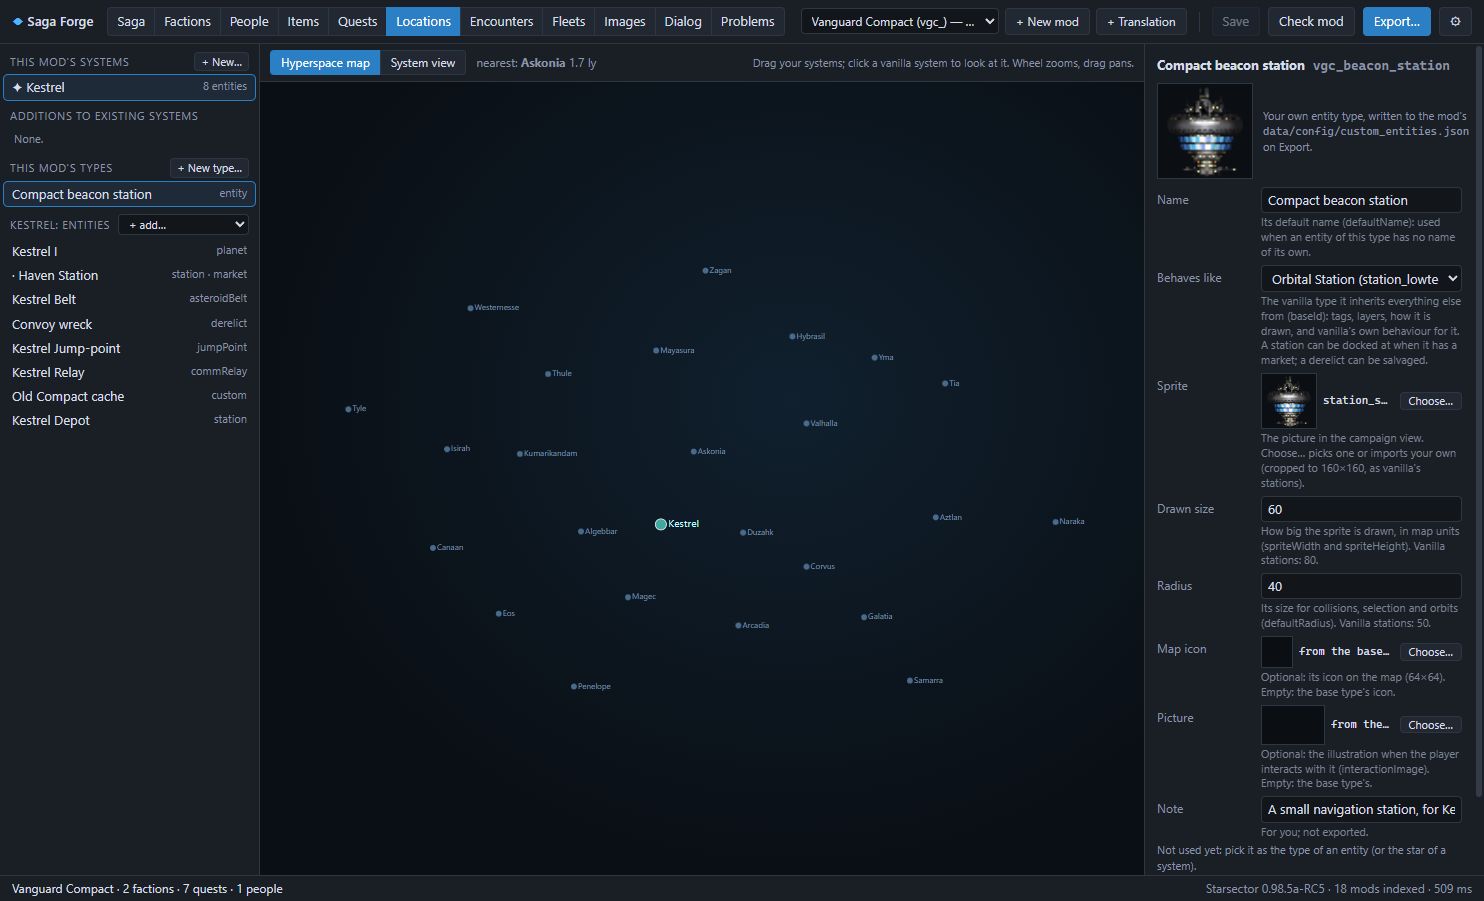 Saga Forge
Saga
Factions
People
Items
Quests
Locations
Encounters
Fleets
Images
Dialog
Problems
Vanguard Compact (vgc_) — ...
+ New mod
+ Translation
Save
Check mod
Export...
THIS MOD'S SYSTEMS
+ New...
Kestrel
8 entities
ADDITIONS TO EXISTING SYSTEMS
None.
THIS MOD'S TYPES
+ New type...
Compact beacon station
entity
KESTREL: ENTITIES
+ add...
Kestrel I
planet
· Haven Station
station · market
Kestrel Belt
asteroidBelt
Convoy wreck
derelict
Kestrel Jump-point
jumpPoint
Kestrel Relay
commRelay
Old Compact cache
custom
Kestrel Depot
station
Hyperspace map
System view
nearest: Askonia 1.7 ly
Drag your systems; click a vanilla system to look at it. Wheel zooms, drag pans.
Zagan
Westernesse
Hybrasil
Mayasura
Yma
Thule
Tia
Tyle
Valhalla
Isirah
Kumarikandam
Askonia
Kestrel
Aztlan
Naraka
Algebbar
Duzahk
Canaan
Corvus
Magec
Eos
Arcadia
Galatia
Penelope
Samarra
Compact beacon station vgc_beacon_station
Your own entity type, written to the mod's
data/config/custom_entities.json
on Export.
Name
Compact beacon station
Its default name (defaultName): used
when an entity of this type has no name
of its own.
Behaves like
Orbital Station (station_lowte
The vanilla type it inherits everything else
from (baseId): tags, layers, how it is
drawn, and vanilla's own behaviour for it.
A station can be docked at when it has a
market; a derelict can be salvaged.
Sprite
station_s...
Choose...
The picture in the campaign view.
Choose... picks one or imports your own
(cropped to 160×160, as vanilla's
stations).
Drawn size
60
How big the sprite is drawn, in map units
(spriteWidth and spriteHeight). Vanilla
stations: 80.
Radius
40
Its size for collisions, selection and orbits
(defaultRadius). Vanilla stations: 50.
Map icon
from the base...
Choose...
Optional: its icon on the map (64×64).
Empty: the base type's icon.
Picture
from the...
Choose...
Optional: the illustration when the player
interacts with it (interactionImage).
Empty: the base type's.
Note
A small navigation station, for Ke
For you; not exported.
Not used yet: pick it as the type of an entity (or the star of a
system).
Vanguard Compact · 2 factions · 7 quests · 1 people
Starsector 0.98.5a-RC5 · 18 mods indexed · 509 ms